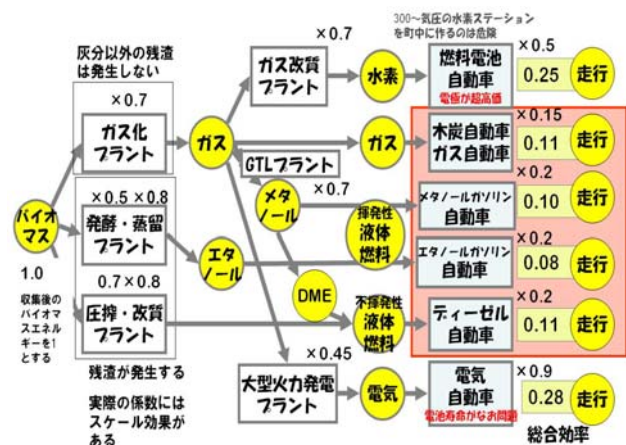 300~気圧の水素ステーション
を町中に作るのは危険
灰分以外の残渣
は発生しない
×0.7
ガス化
プラント
×0.7
ガス改質
プラント
水素
燃料電池
自動車
電極が超高価
×0.5
0.25
走行
ガス
ガス
木炭自動車
ガス自動車
×0.15
0.11
走行
GTLプラント
×0.7
メタ
ノール
メタノールガソリン
自動車
×0.2
0.10
走行
バイオ
マス
1.0
収集後の
バイオマ
スエネル
ギーを1
とする
×0.5 ×0.8
発酵・蒸留
プラント
エタ
ノール
揮発性
液体
燃料
エタノールガソリン
自動車
×0.2
0.08
走行
0.7×0.8
圧搾・改質
プラント
DME
不揮発性
液体
燃料
ディーゼル
自動車
×0.2
0.11
走行
残渣が発生する
実際の係数には
スケール効果が
ある
×0.45
大型火力発電
プラント
電気
電気
自動車
電池寿命がなお問題
×0.9
0.28
走行
総合効率